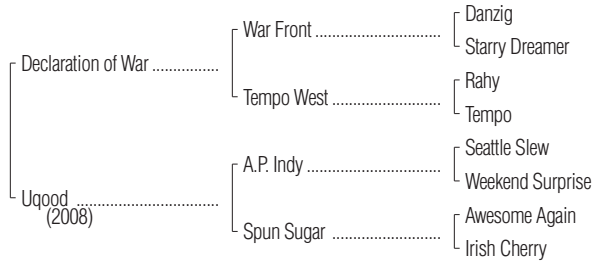 Danzig
War Front
Starry Dreamer
Declaration of War
Rahy
Tempo West
Tempo
Seattle Slew
A.P. Indy
Weekend Surprise
Uqood
(2008)
Awesome Again
Spun Sugar
Irish Cherry